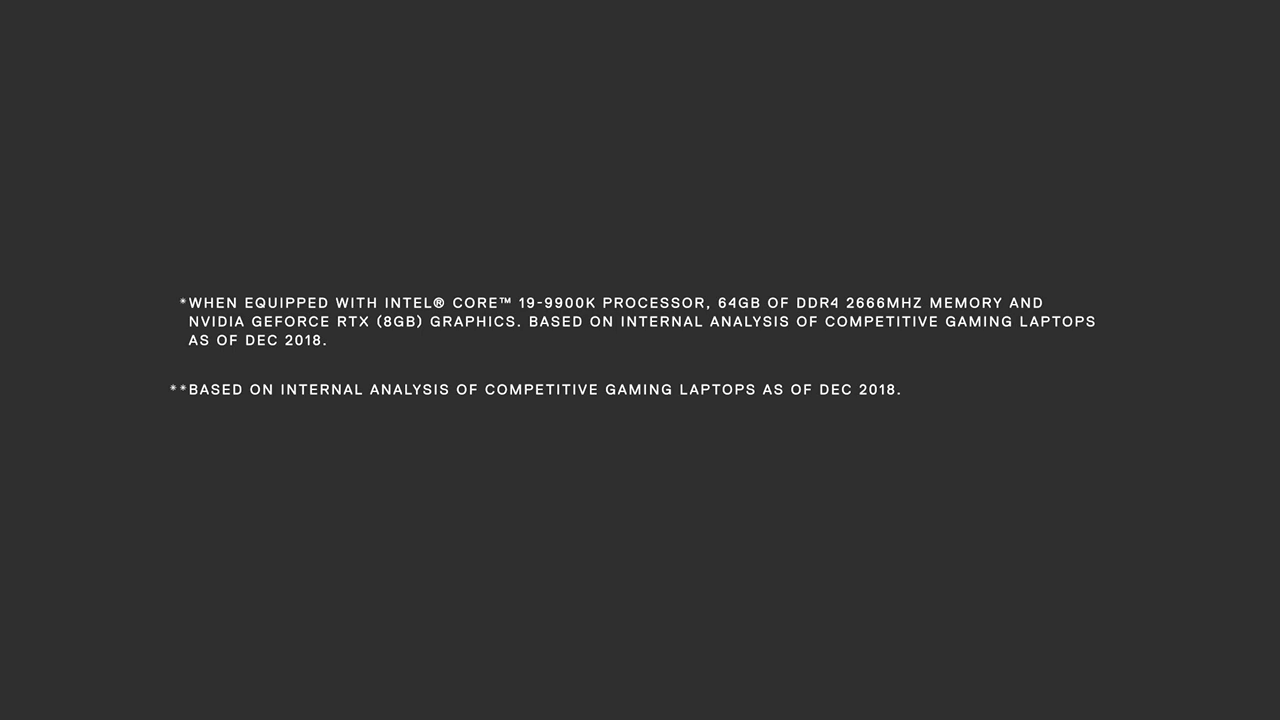 *WHEN EQUIPPED WITH INTEL® CORE™ 19-9900K PROCESSOR, 64GB OF DDR4 2666MHZ MEMORY AND
NVIDIA GEFORCE RTX (8GB) GRAPHICS. BASED ON INTERNAL ANALYSIS OF COMPETITIVE GAMING LAPTOPS
AS OF DEC 2018.
**BASED ON INTERNAL ANALYSIS OF COMPETITIVE GAMING LAPTOPS AS OF DEC 2018.